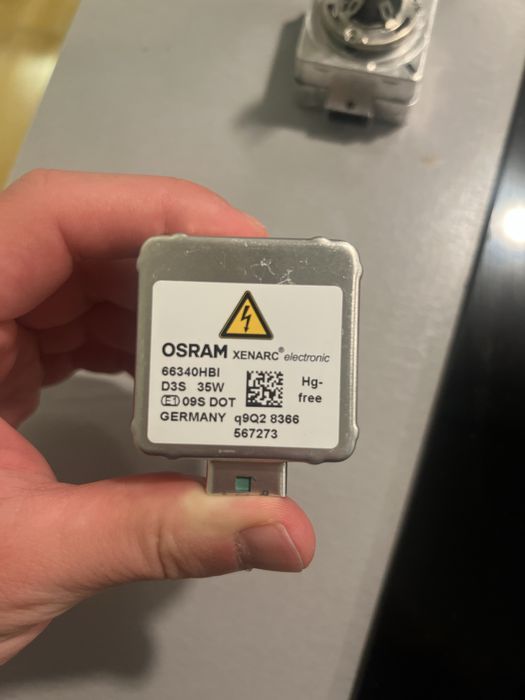 OSRAM XENARC® electronic
66340HBI
D3S 35W
Hg-free
E1 09S DOT
GERMANY q9Q2 8366
567273